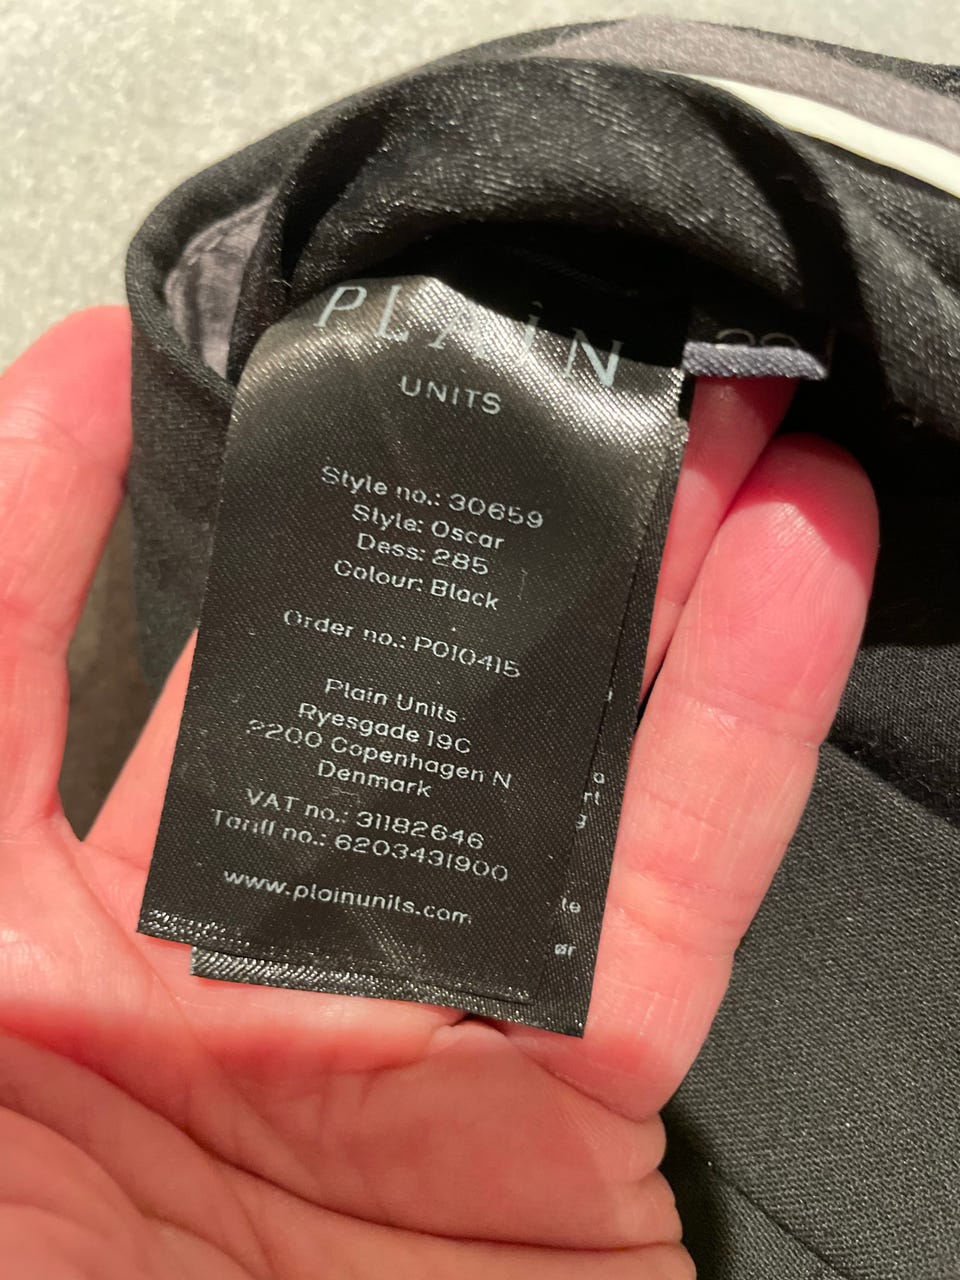 PLAIN
UNITS
Style no.: 30659
Style: Oscar
Dess: 285
Colour: Black
Order no.: P010415
Plain Units
Ryesgade 19C
2200 Copenhagen N
Denmark
VAT no.: 31182646
Tariff no.: 6203431900
www.plainunits.com